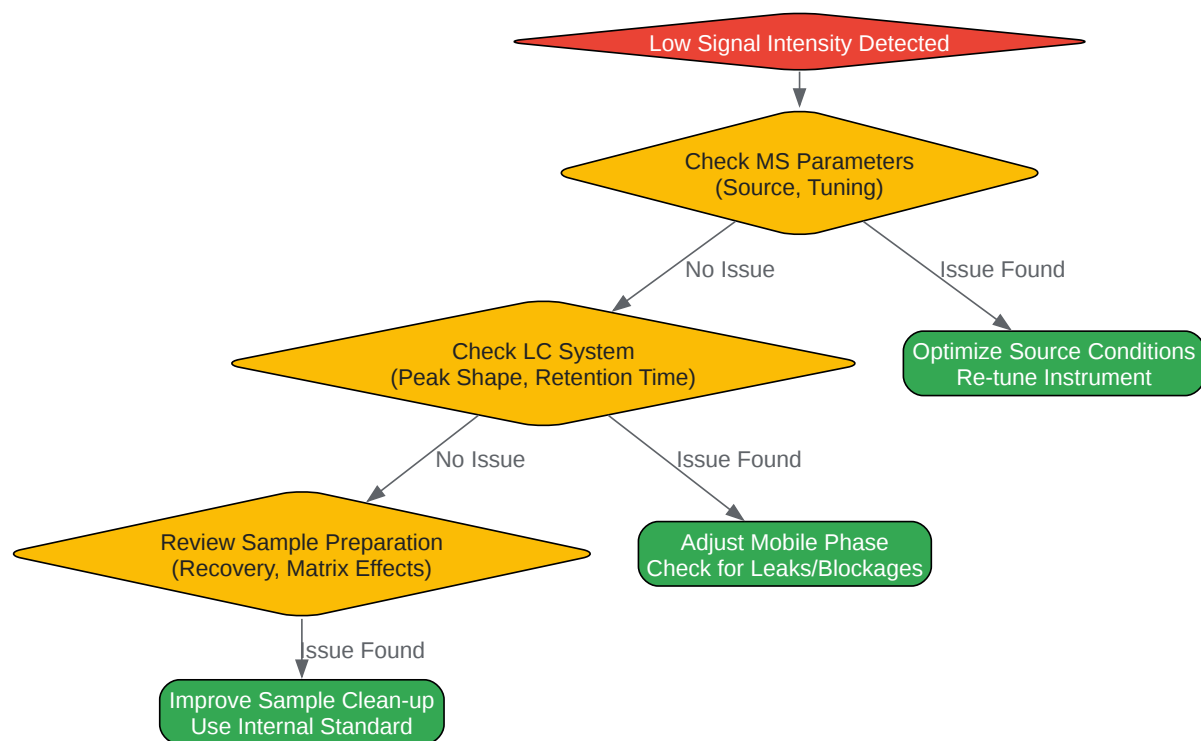 Low Signal Intensity Detected
Check MS Parameters
(Source, Tuning)
No Issue
Issue Found
Check LC System
(Peak Shape, Retention Time)
Optimize Source Conditions
Re-tune Instrument
No Issue
Issue Found
Review Sample Preparation
(Recovery, Matrix Effects)
Adjust Mobile Phase
Check for Leaks/Blockages
Issue Found
Improve Sample Clean-up
Use Internal Standard